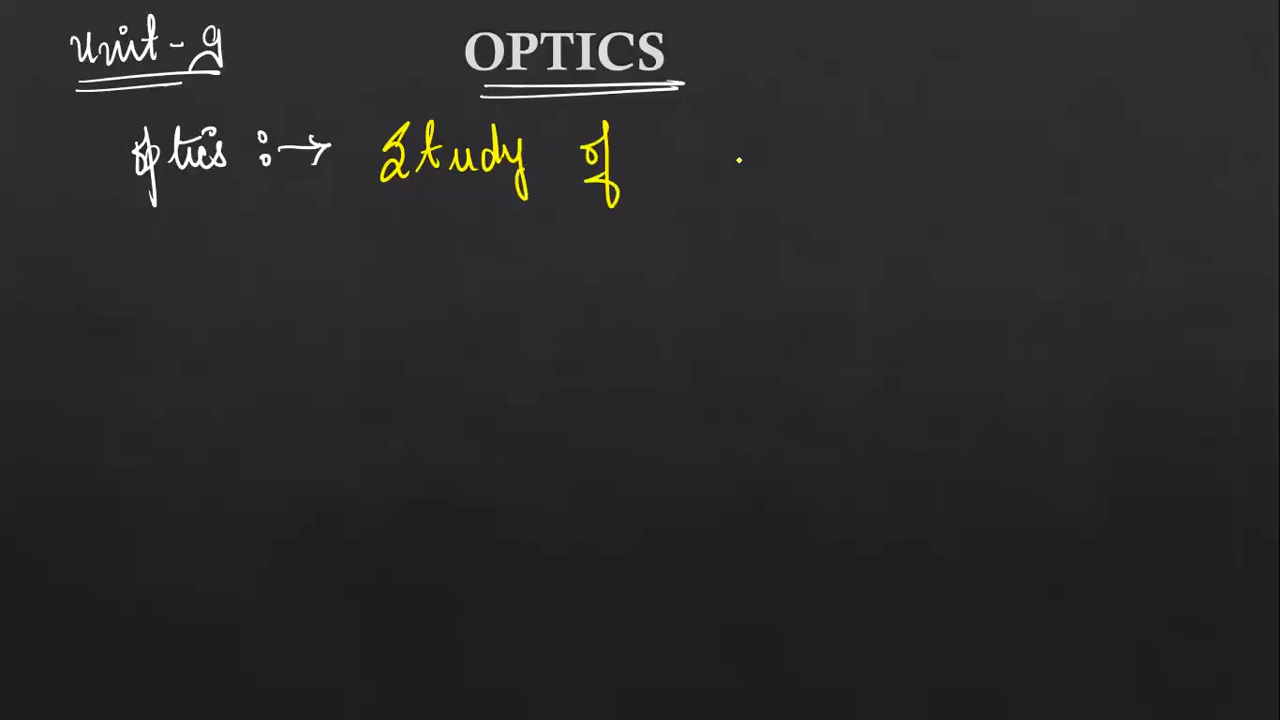 unit - 9
OPTICS
optics :→ Study of